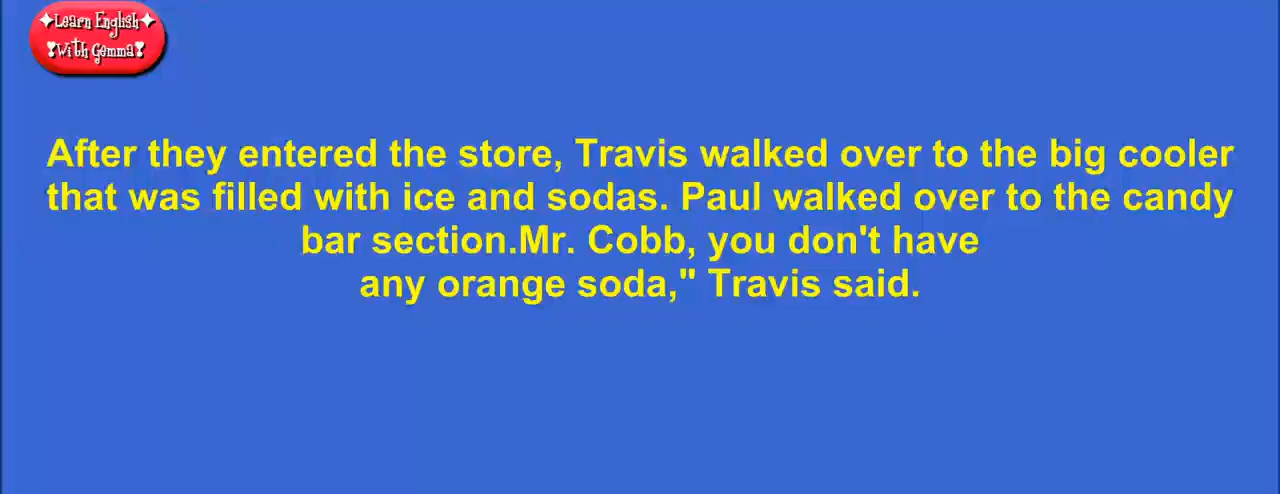 ✦Learn English✦
❣With Gemma❣
After they entered the store, Travis walked over to the big cooler
that was filled with ice and sodas. Paul walked over to the candy
bar section.Mr. Cobb, you don't have
any orange soda," Travis said.